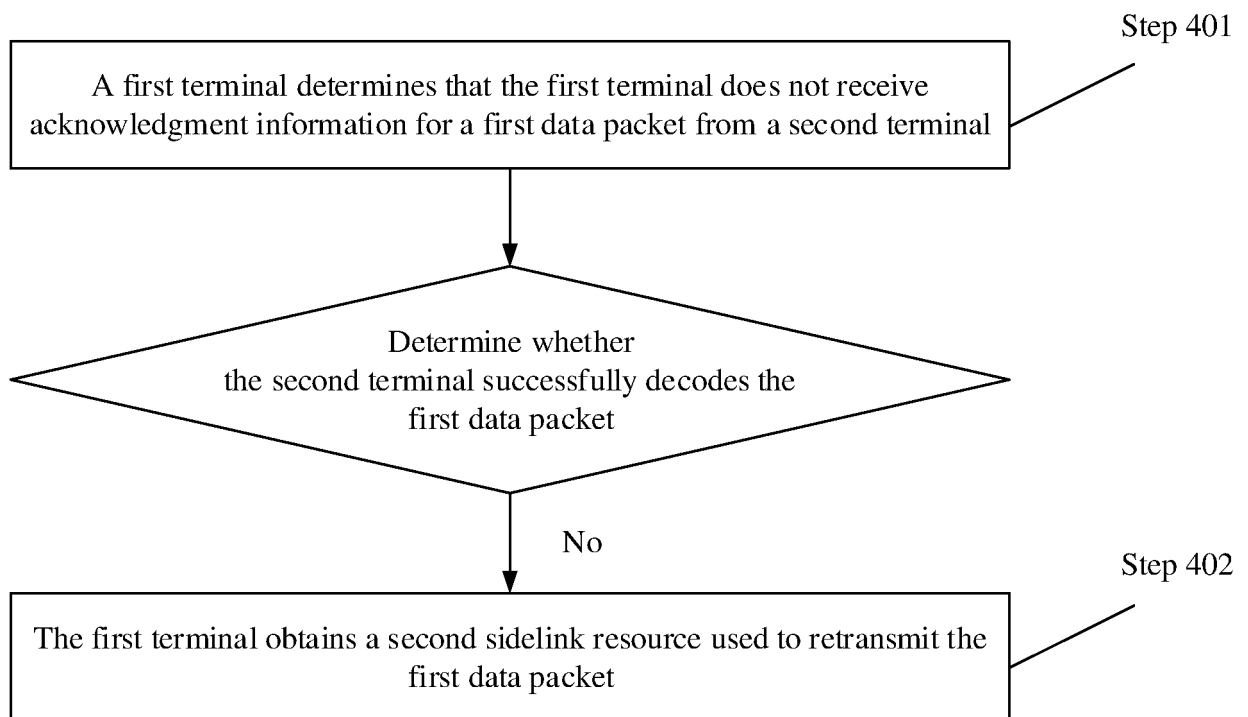 Step 401
A first terminal determines that the first terminal does not receive
acknowledgment information for a first data packet from a second terminal
Determine whether
the second terminal successfully decodes the
first data packet
No
Step 402
The first terminal obtains a second sidelink resource used to retransmit the
first data packet